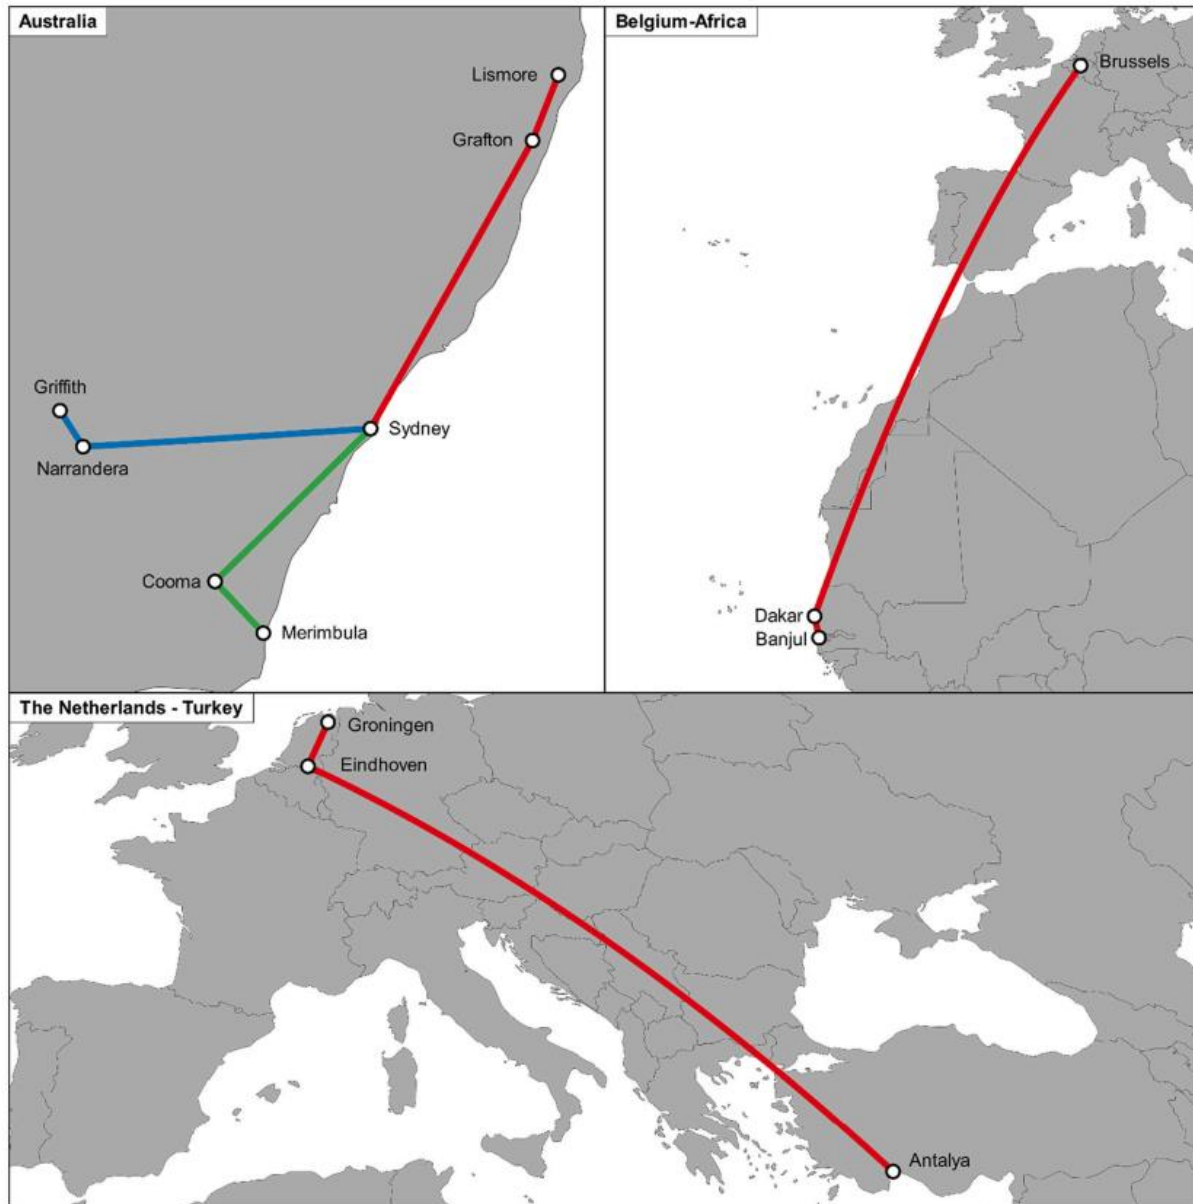 Australia
Lismore
Grafton
Griffith
Sydney
Narrandera
Cooma
Merimbula
Belgium-Africa
Brussels
Dakar
Banjul
The Netherlands - Turkey
Groningen
Eindhoven
Antalya